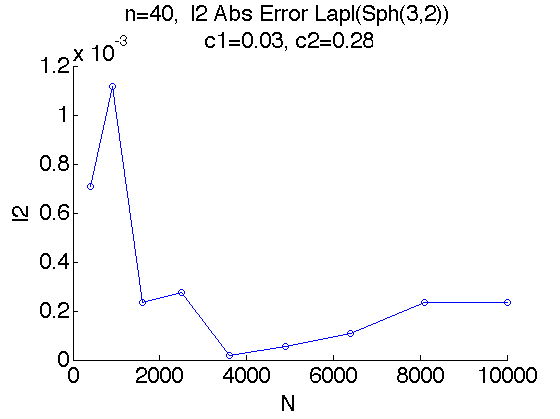 n=40, l2 Abs Error Lapl(Sph(3,2))
c1=0.03, c2=0.28
x 10-3
1.2
1
0.8
0.6
0.4
0.2
0
l2
0 2000 4000 6000 8000 10000
N